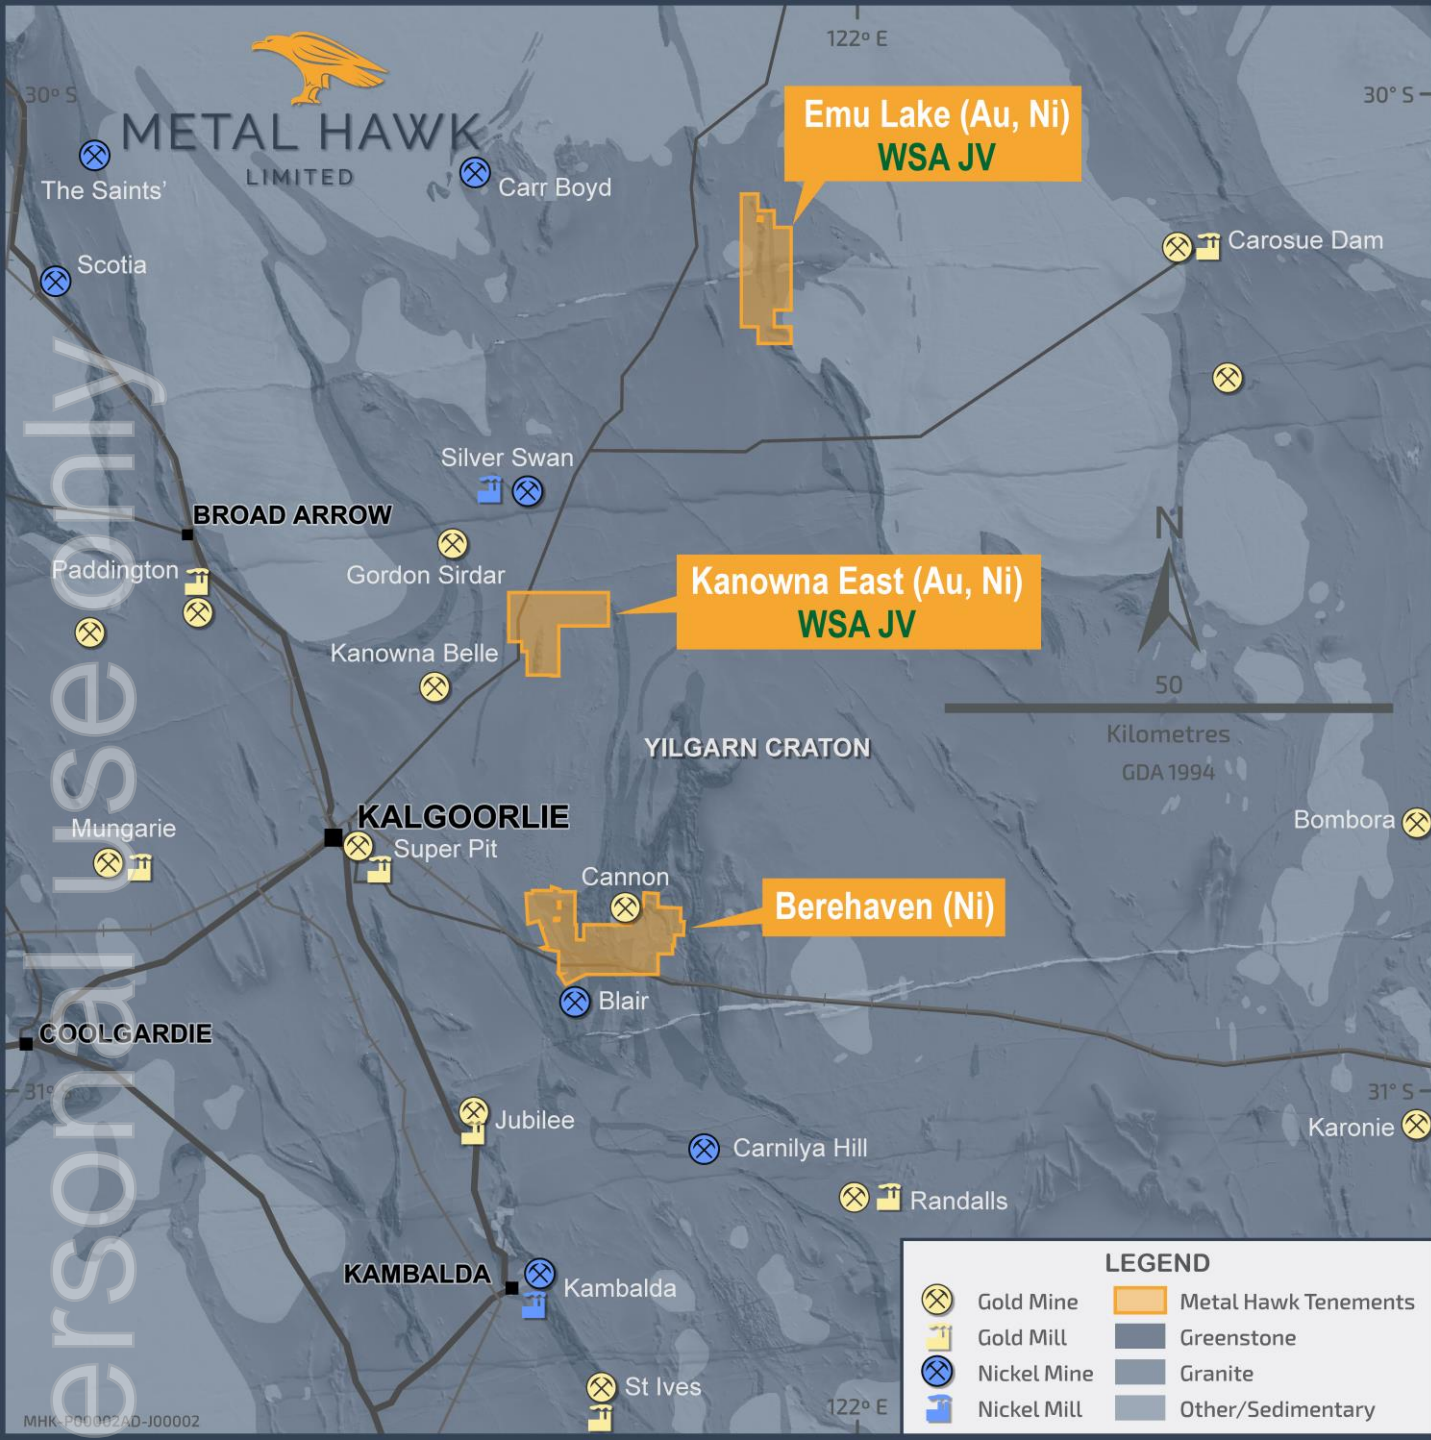 122º E
30º S
30° S
METAL HAWK
LIMITED
Emu Lake (Au, Ni)
WSA JV
The Saints'
Carr Boyd
Carosue Dam
Scotia
Silver Swan
BROAD ARROW
Gordon Sirdar
Paddington
Kanowna East (Au, Ni)
WSA JV
N
Kanowna Belle
50
Kilometres
GDA 1994
YILGARN CRATON
KALGOORLIE
Super Pit
Mungarie
Bombora
Cannon
Berehaven (Ni)
Blair
COOLGARDIE
31º S
31° S
Jubilee
Karonie
Carnilya Hill
Randalls
KAMBALDA
Kambalda
St Ives
122º E
LEGEND
Gold Mine
Metal Hawk Tenements
Gold Mill
Greenstone
Nickel Mine
Granite
Nickel Mill
Other/Sedimentary
MHK-P00002AD-J00002
ersonal use only